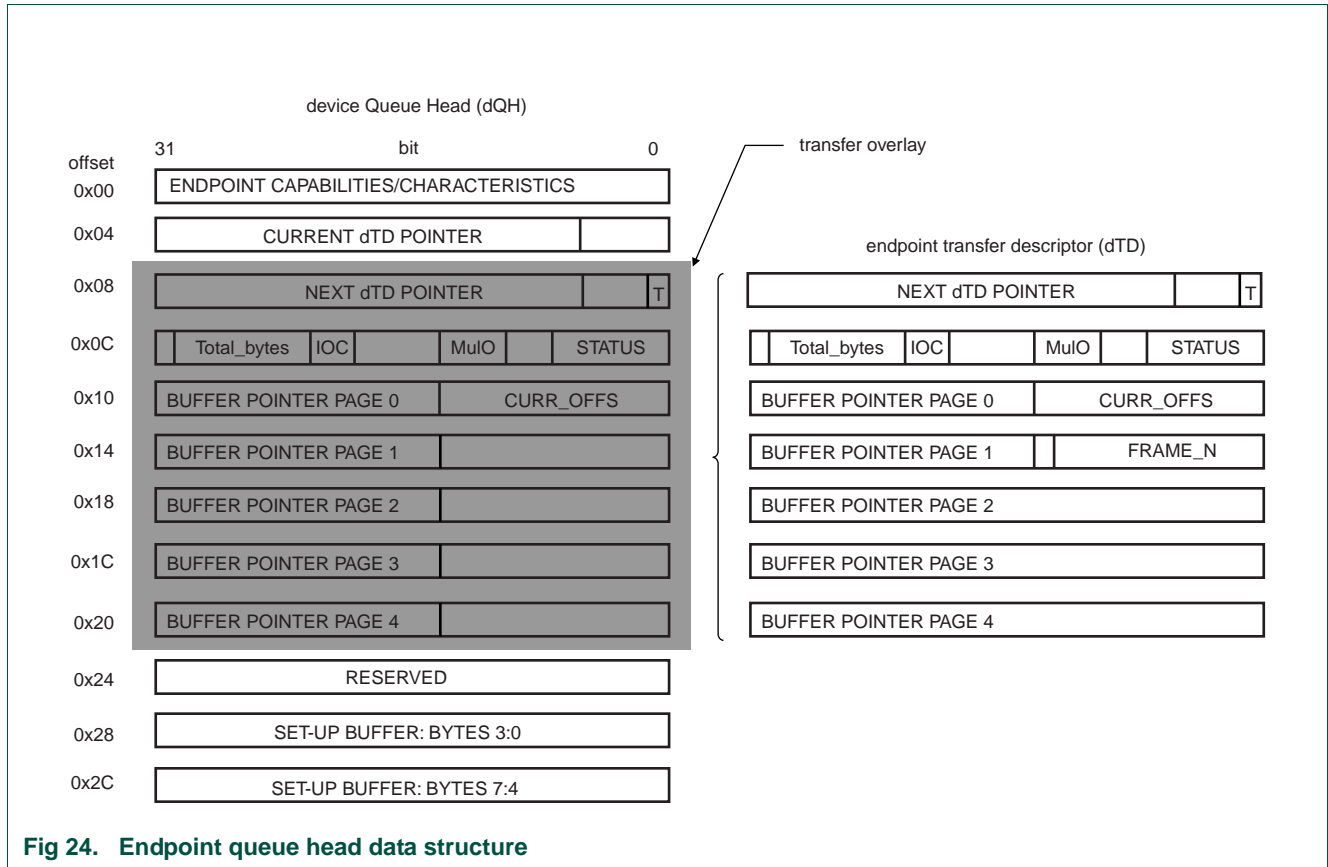 device Queue Head (dQH)
31 bit 0
transfer overlay
offset
0x00 ENDPOINT CAPABILITIES/CHARACTERISTICS
0x04 CURRENT dTD POINTER
endpoint transfer descriptor (dTD)
0x08 NEXT dTD POINTER T NEXT dTD POINTER T
0x0C Total_bytes IOC MulO STATUS Total_bytes IOC MulO STATUS
0x10 BUFFER POINTER PAGE 0 CURR_OFFS BUFFER POINTER PAGE 0 CURR_OFFS
0x14 BUFFER POINTER PAGE 1 BUFFER POINTER PAGE 1 FRAME_N
0x18 BUFFER POINTER PAGE 2 BUFFER POINTER PAGE 2
0x1C BUFFER POINTER PAGE 3 BUFFER POINTER PAGE 3
0x20 BUFFER POINTER PAGE 4 BUFFER POINTER PAGE 4
0x24 RESERVED
0x28 SET-UP BUFFER: BYTES 3:0
0x2C SET-UP BUFFER: BYTES 7:4
Fig 24. Endpoint queue head data structure